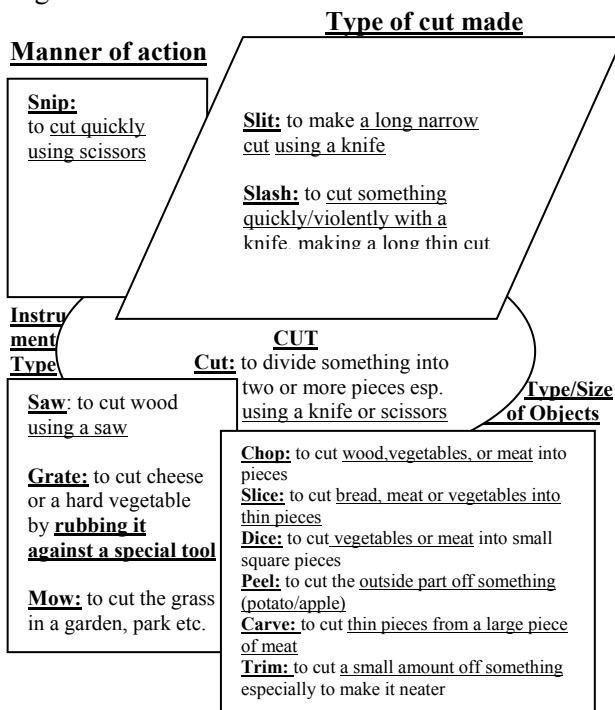 Type of cut made
Manner of action
Snip:
to cut quickly
using scissors
Slit: to make a long narrow
cut using a knife
Slash: to cut something
quickly/violently with a
knife, making a long thin cut
Instru
ment
Type
CUT
Cut: to divide something into
two or more pieces esp.
using a knife or scissors
Type/Size
of Objects
Saw: to cut wood
using a saw
Grate: to cut cheese
or a hard vegetable
by rubbing it
against a special tool
Mow: to cut the grass
in a garden, park etc.
Chop: to cut wood,vegetables, or meat into
pieces
Slice: to cut bread, meat or vegetables into
thin pieces
Dice: to cut vegetables or meat into small
square pieces
Peel: to cut the outside part off something
(potato/apple)
Carve: to cut thin pieces from a large piece
of meat
Trim: to cut a small amount off something
especially to make it neater